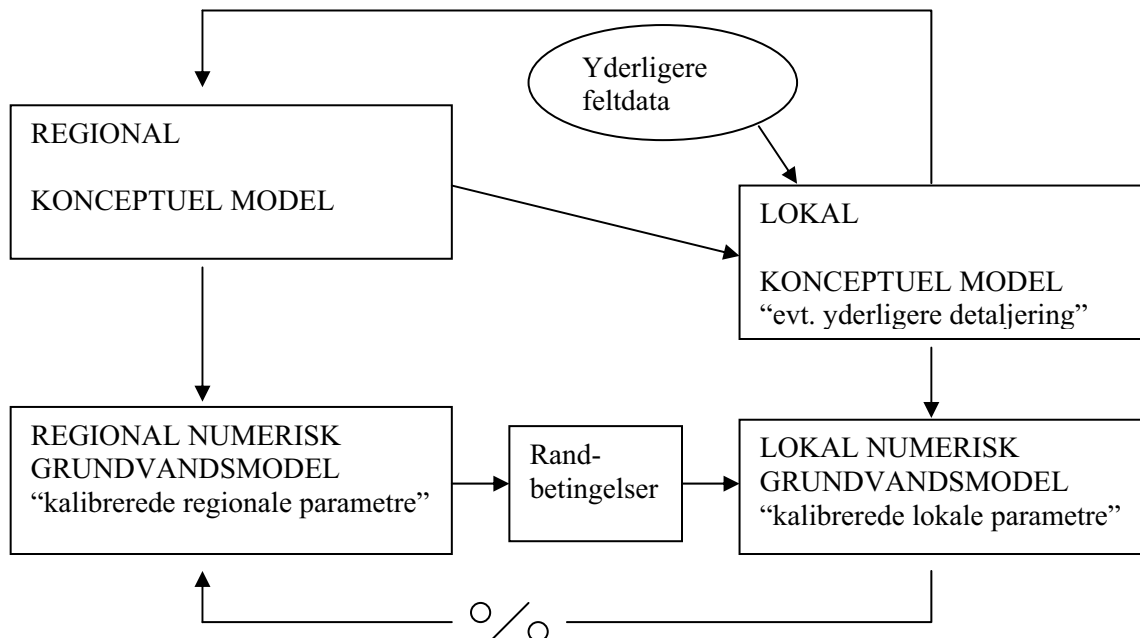 Yderligere
feltdata
REGIONAL
KONCEPTUEL MODEL
LOKAL
KONCEPTUEL MODEL
“evt. yderligere detaljering”
REGIONAL NUMERISK
GRUNDVANDSMODEL
“kalibrerede regionale parametre”
Rand-
betingelser
LOKAL NUMERISK
GRUNDVANDSMODEL
“kalibrerede lokale parametre”
%